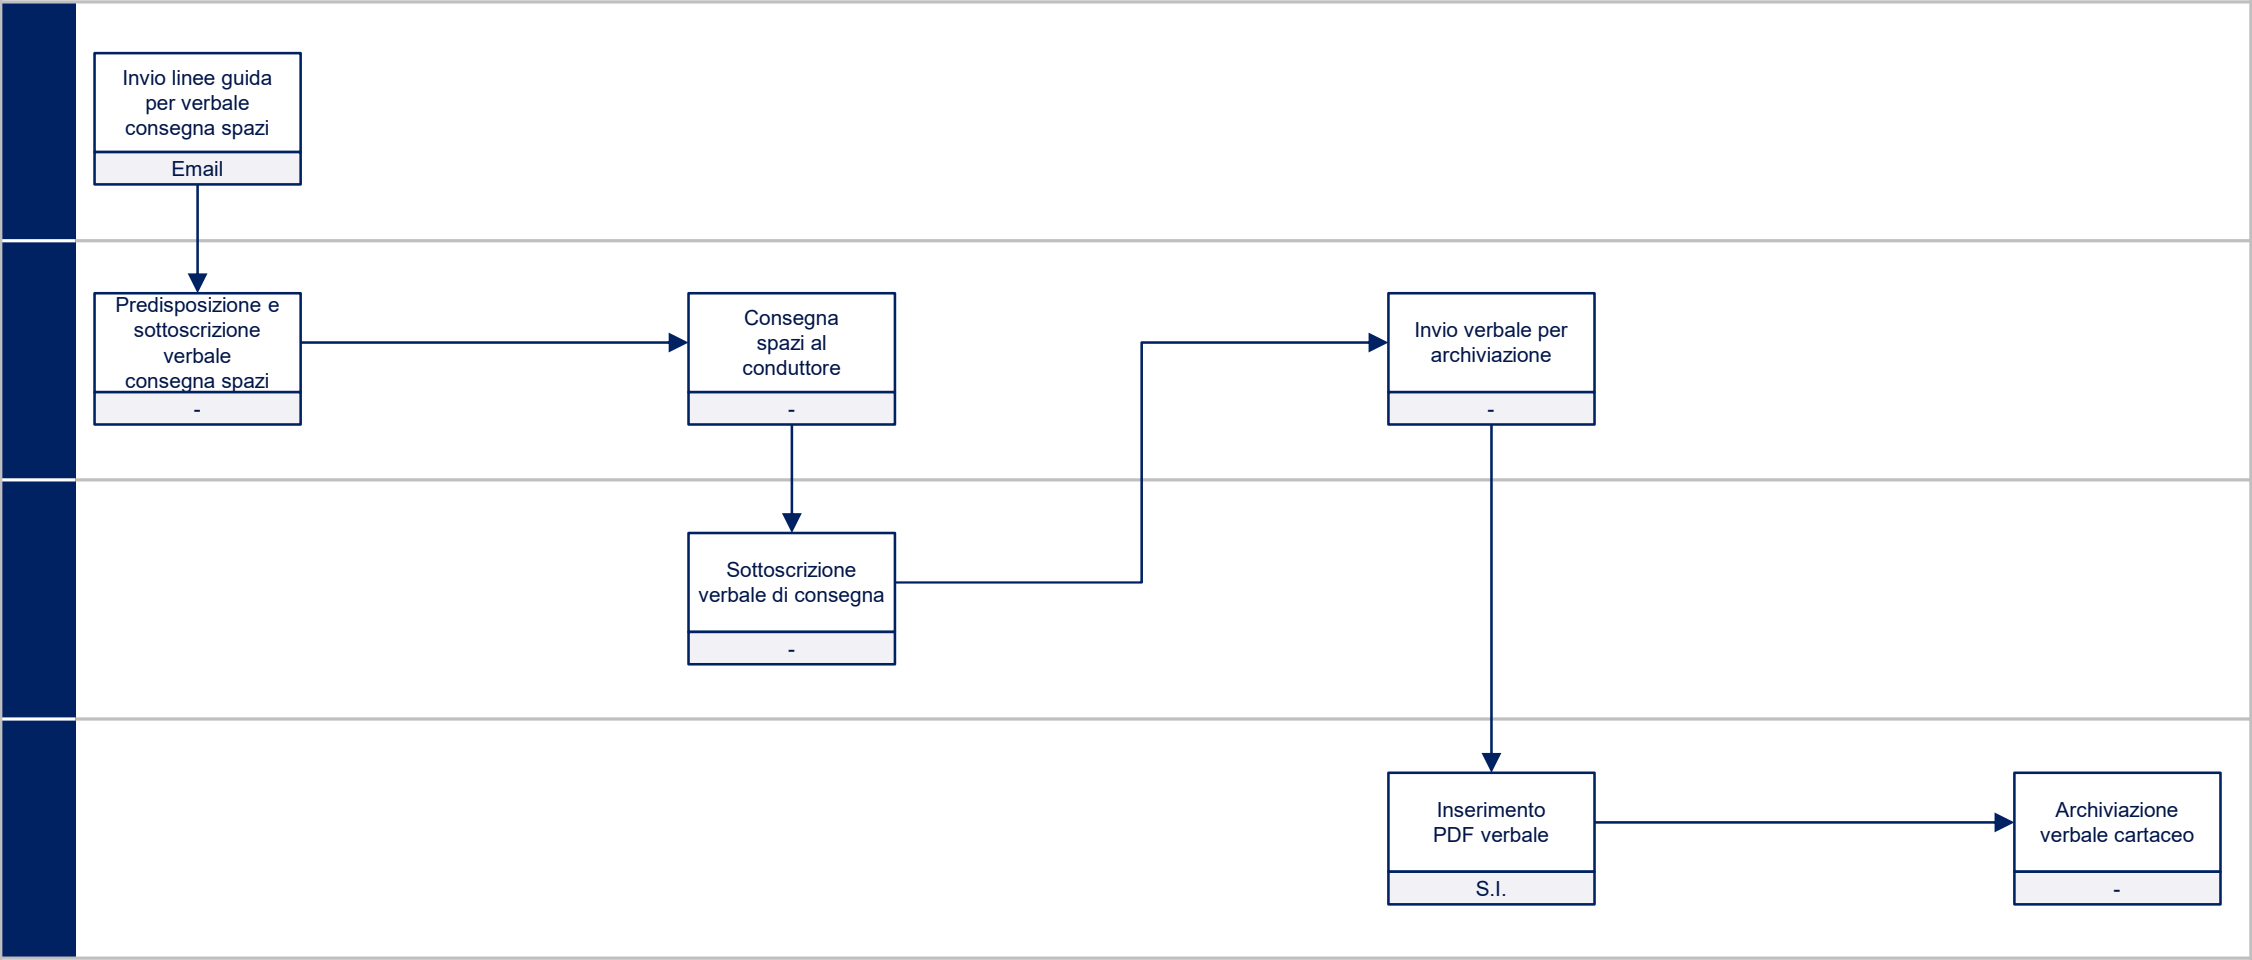 Invio linee guida
per verbale
consegna spazi
Email
Predisposizione e
sottoscrizione
verbale
consegna spazi
-
Consegna
spazi al
conduttore
-
Invio verbale per
archiviazione
-
Sottoscrizione
verbale di consegna
-
Inserimento
PDF verbale
S.I.
Archiviazione
verbale cartaceo
-